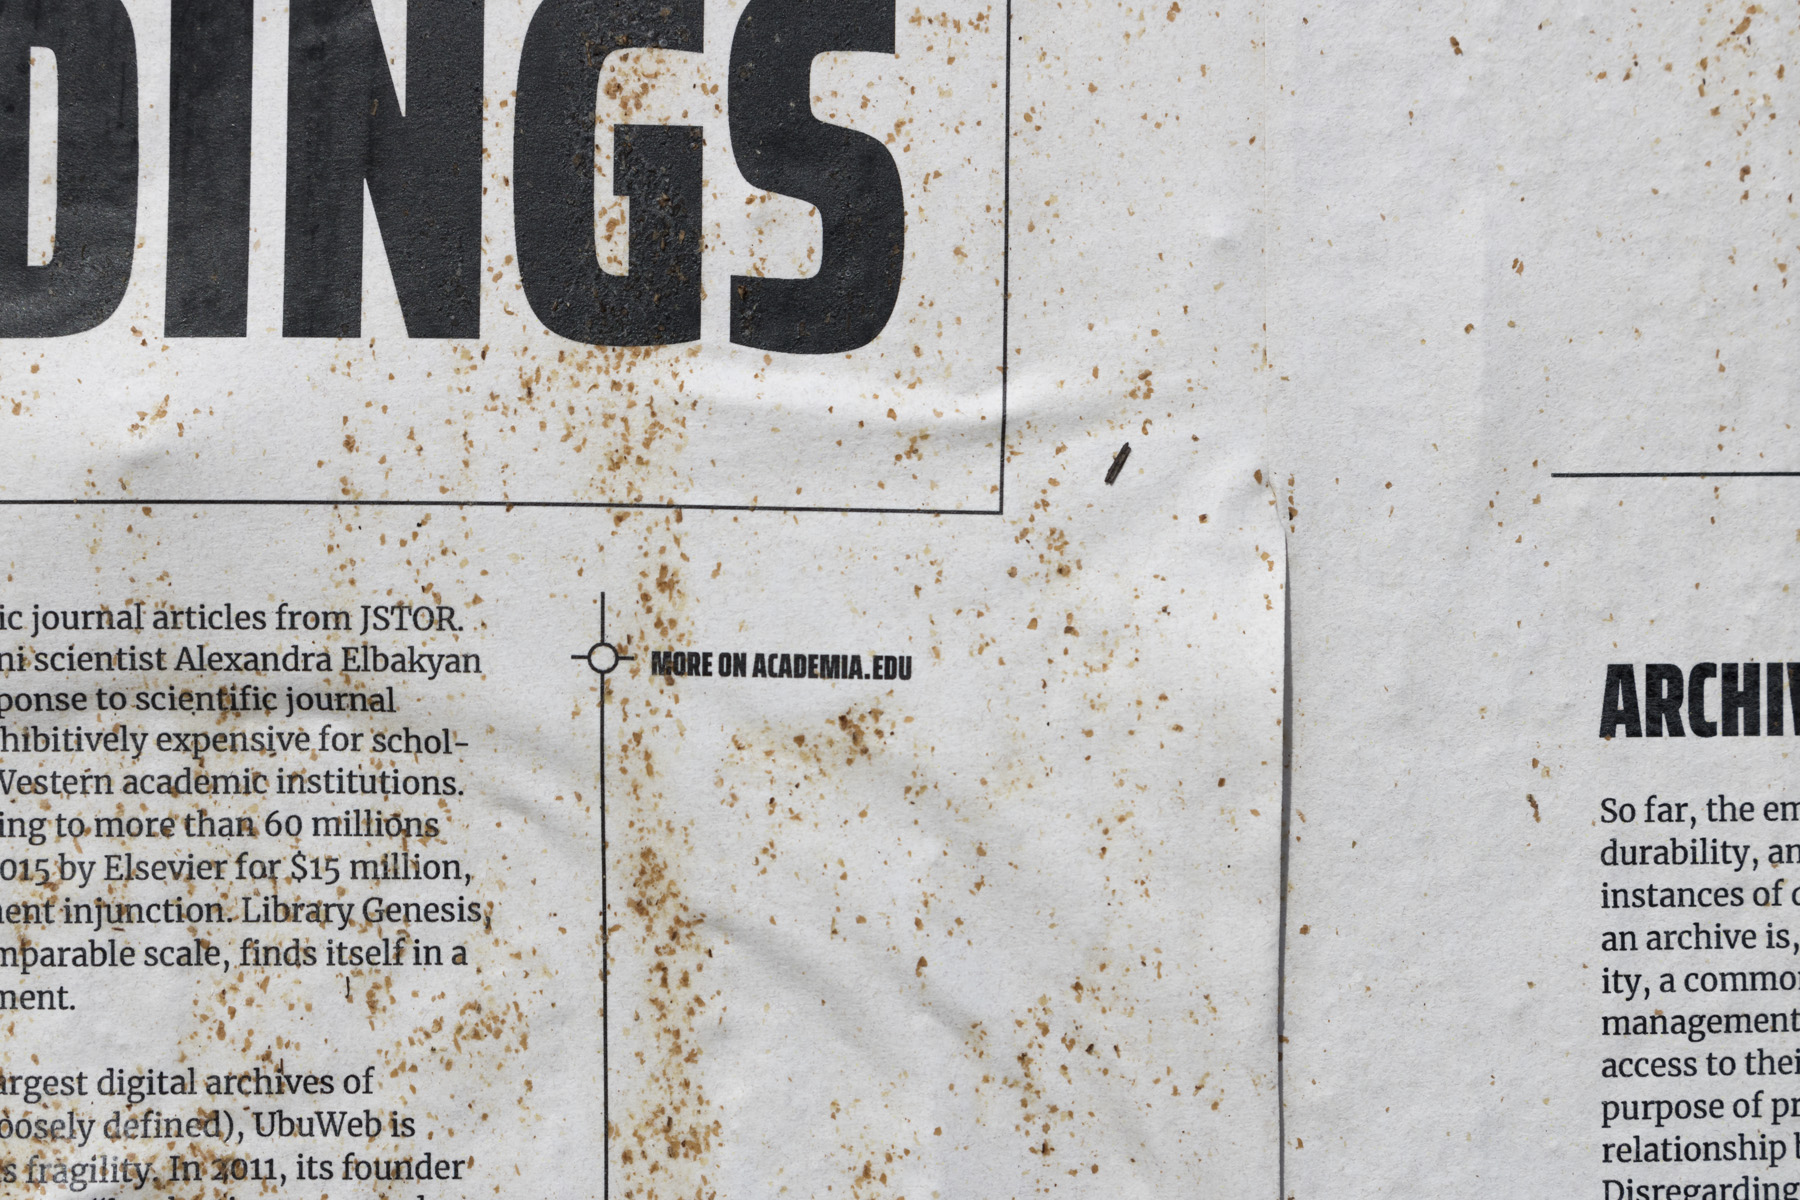 DINGS
ic journal articles from JSTOR.
ni scientist Alexandra Elbakyan
ponse to scientific journal
hibitively expensive for schol-
Western academic institutions.
ing to more than 60 millions
015 by Elsevier for $15 million,
ent injunction. Library Genesis,
mparable scale, finds itself in a
ment.
argest digital archives of
oosely defined), UbuWeb is
s fragility. In 2011, its founder
MORE ON ACADEMIA.EDU
ARCHIV
So far, the em
durability, an
instances of
an archive is,
ity, a common
management
access to thei
purpose of pr
relationship b
Disregarding